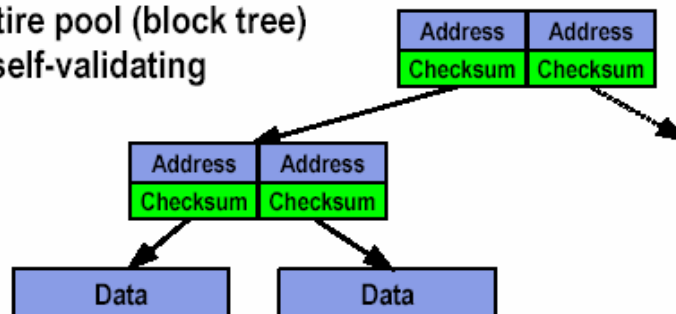 tire pool (block tree)
self-validating
Address Address
Checksum Checksum
Address Address
Checksum Checksum
Data Data